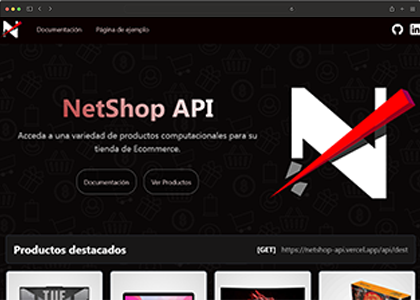 Documentación Página de ejemplo
NetShop API
Acceda a una variedad de productos computacionales para su
tienda de Ecommerce.
Documentación Ver Productos
Productos destacados [GET] https://netshop-api.vercel.app/api/dest
THE